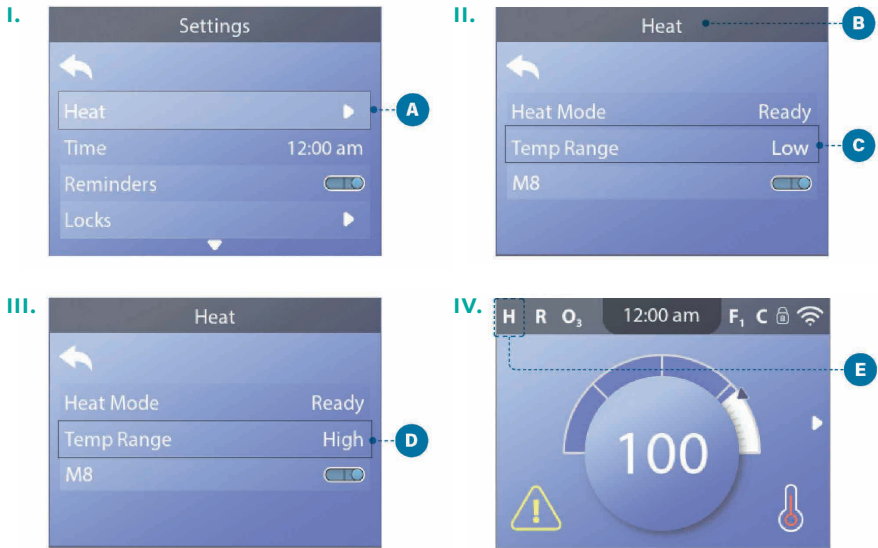 I.
Settings
Heat
A
Time 12:00 am
Reminders
Locks
II.
Heat
B
Heat Mode Ready
Temp Range Low
C
M8
III.
Heat
Heat Mode Ready
Temp Range High
D
M8
IV.
H R O₃ 12:00 am F₁ C
E
100
!